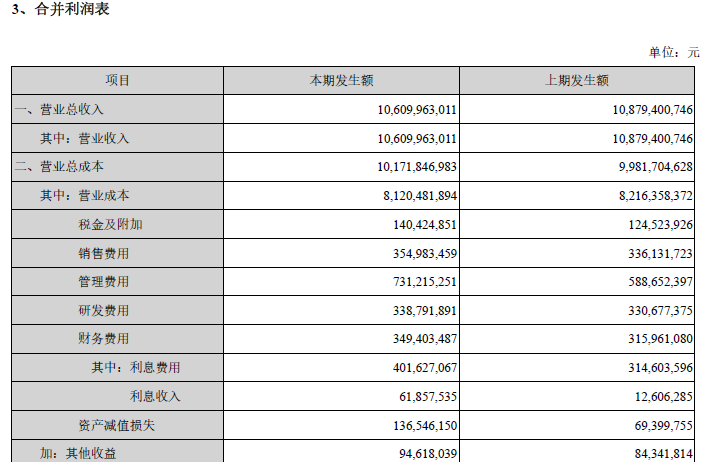 3、合并利润表
单位：元
项目 本期发生额 上期发生额
一、营业总收入 10,609,963,011 10,879,400,746
其中：营业收入 10,609,963,011 10,879,400,746
二、营业总成本 10,171,846,983 9,981,704,628
其中：营业成本 8,120,481,894 8,216,358,372
税金及附加 140,424,851 124,523,926
销售费用 354,983,459 336,131,723
管理费用 731,215,251 588,652,397
研发费用 338,791,891 330,677,375
财务费用 349,403,487 315,961,080
其中：利息费用 401,627,067 314,603,596
利息收入 61,857,535 12,606,285
资产减值损失 136,546,150 69,399,755
加：其他收益 94,618,039 84,341,814